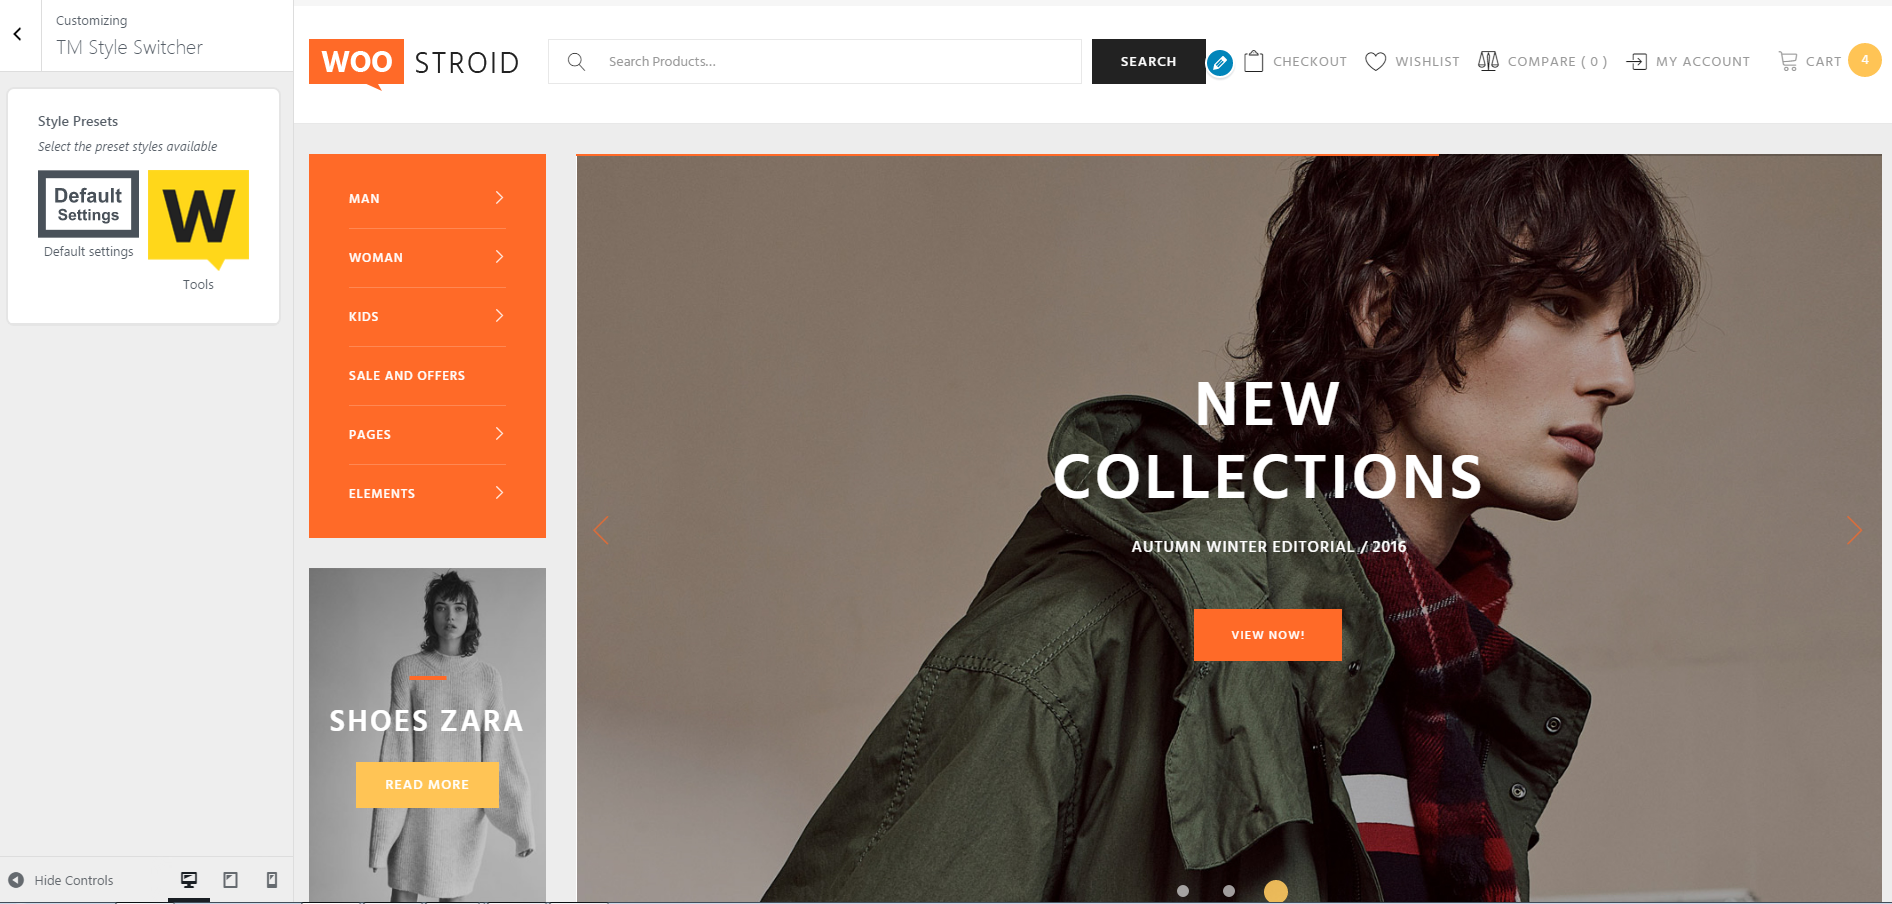 Customizing
TM Style Switcher
Style Presets
Select the preset styles available
Default
Settings
Default settings
W
Tools
Hide Controls
WOO STROID
Search Products...
SEARCH
CHECKOUT
WISHLIST
COMPARE ( 0 )
MY ACCOUNT
CART
4
MAN
WOMAN
KIDS
SALE AND OFFERS
PAGES
ELEMENTS
SHOES ZARA
READ MORE
NEW
COLLECTIONS
AUTUMN WINTER EDITORIAL / 2016
VIEW NOW!